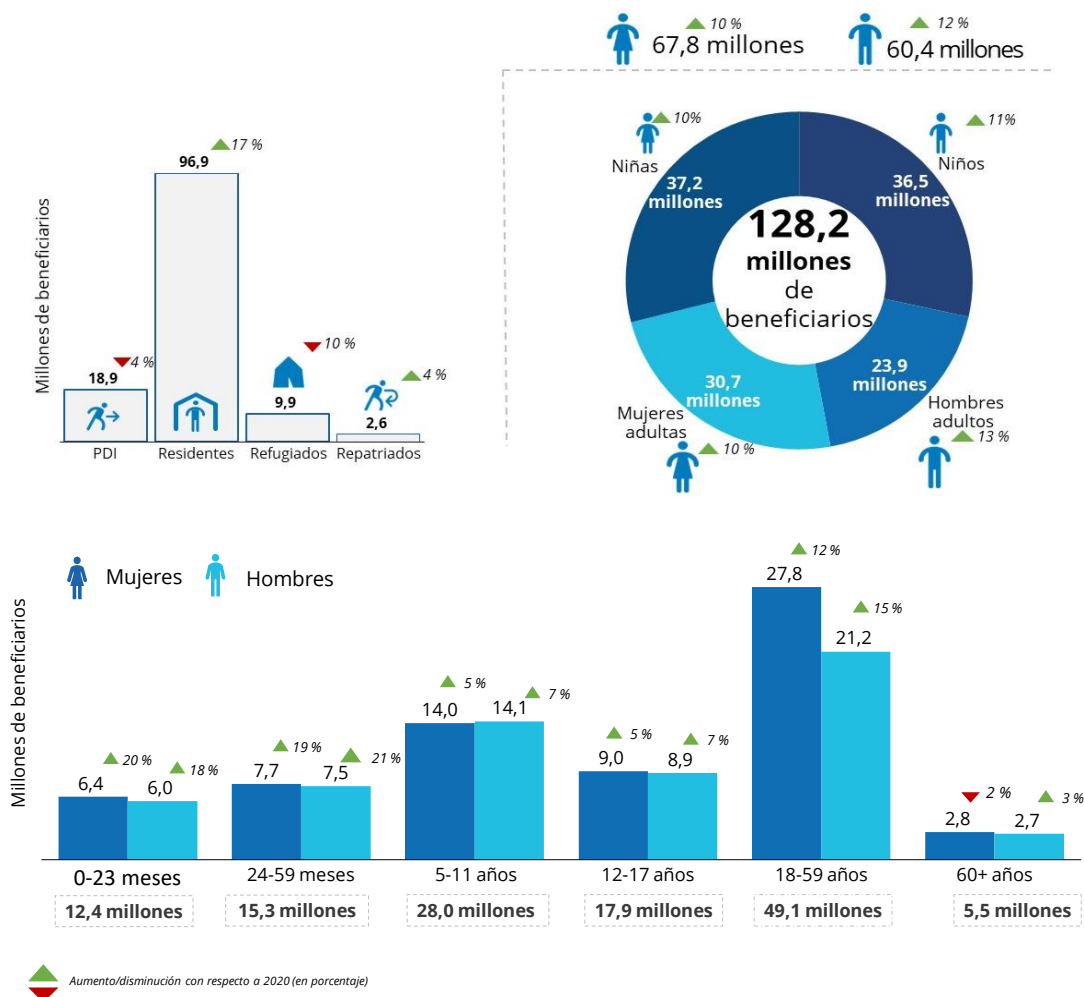 10 %
67,8 millones
12 %
60,4 millones
Millones de beneficiarios
4 %
18,9
17 %
96,9
10 %
9,9
4 %
2,6
PDI
Residentes
Refugiados
Repatriados
10%
Niñas
37,2
millones
11%
Niños
36,5
millones
128,2
millones
de
beneficiarios
30,7
millones
Mujeres
adultas
10 %
23,9
millones
Hombres
adultos
13 %
Mujeres
Hombres
Millones de beneficiarios
20 %
6,4
18 %
6,0
19 %
7,7
21 %
7,5
5 %
14,0
7 %
14,1
5 %
9,0
7 %
8,9
12 %
27,8
15 %
21,2
2 %
2,8
3 %
2,7
0-23 meses
24-59 meses
5-11 años
12-17 años
18-59 años
60+ años
12,4 millones
15,3 millones
28,0 millones
17,9 millones
49,1 millones
5,5 millones
Aumento/disminución con respecto a 2020 (en porcentaje)